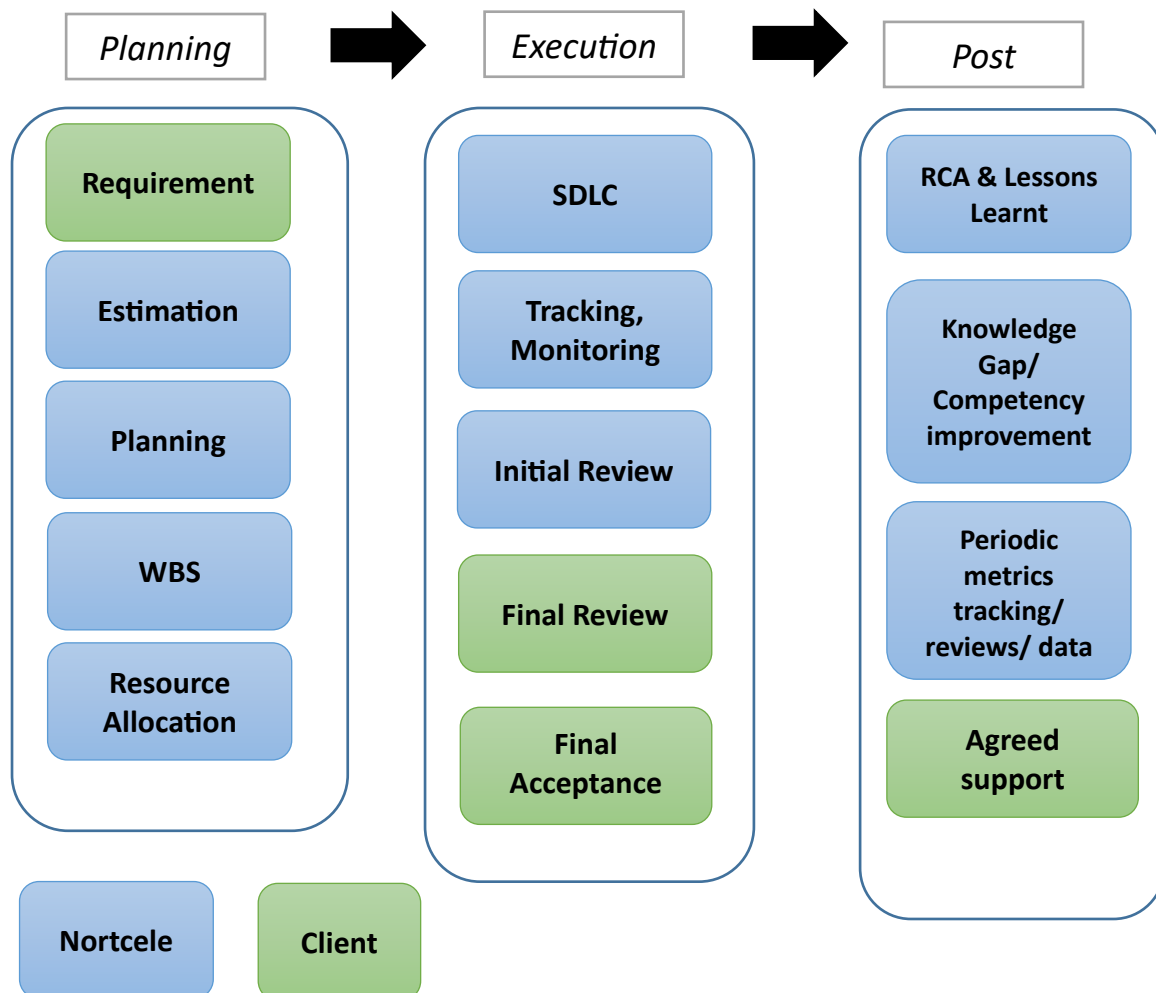 Planning
Execution
Post
Requirement
Estimation
Planning
WBS
Resource
Allocation
SDLC
Tracking,
Monitoring
Initial Review
Final Review
Final
Acceptance
RCA & Lessons
Learnt
Knowledge
Gap/
Competency
improvement
Periodic
metrics
tracking/
reviews/ data
Agreed
support
Nortcele
Client